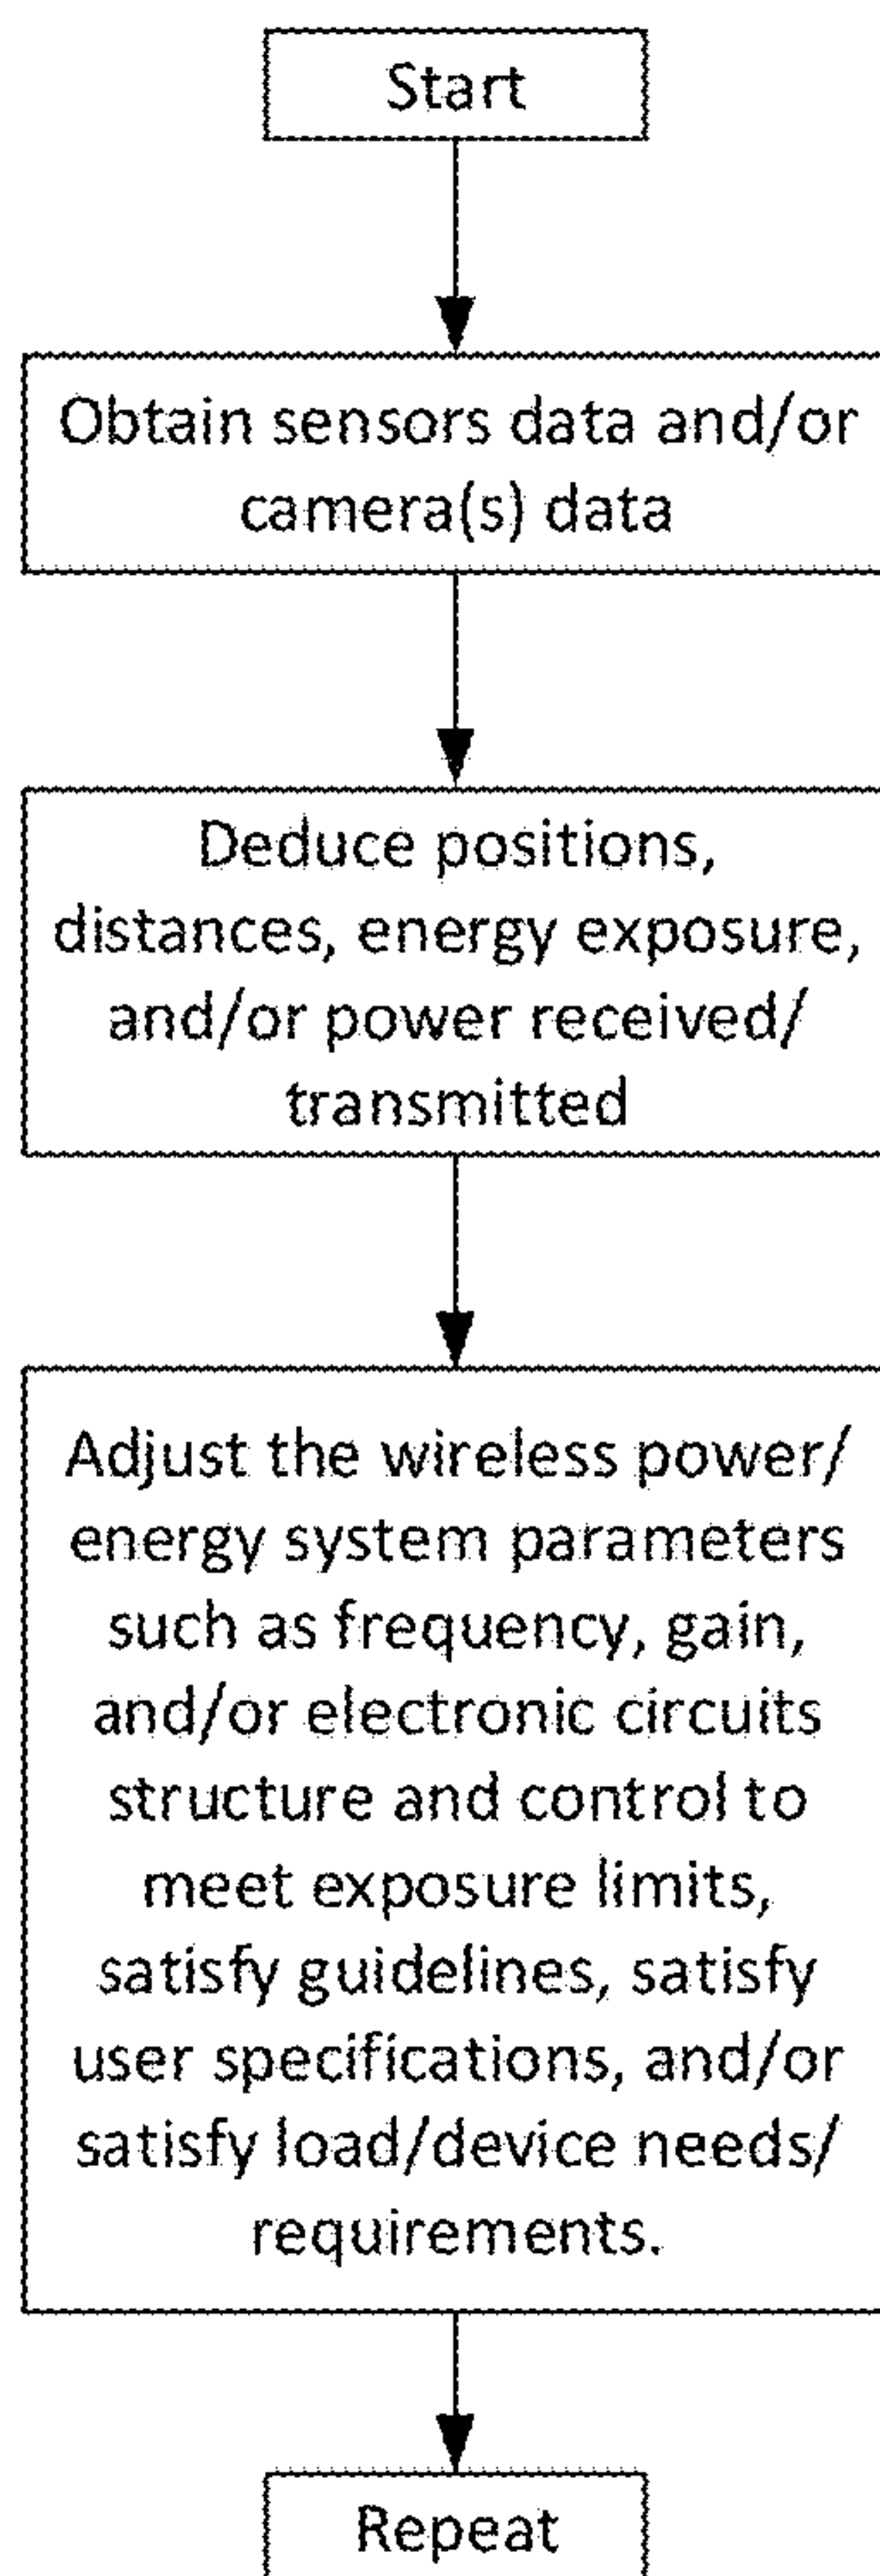 Start
Obtain sensors data and/or
camera(s) data
Deduce positions,
distances, energy exposure,
and/or power received/
transmitted
Adjust the wireless power/
energy system parameters
such as frequency, gain,
and/or electronic circuits
structure and control to
meet exposure limits,
satisfy guidelines, satisfy
user specifications, and/or
satisfy load/device needs/
requirements.
Repeat